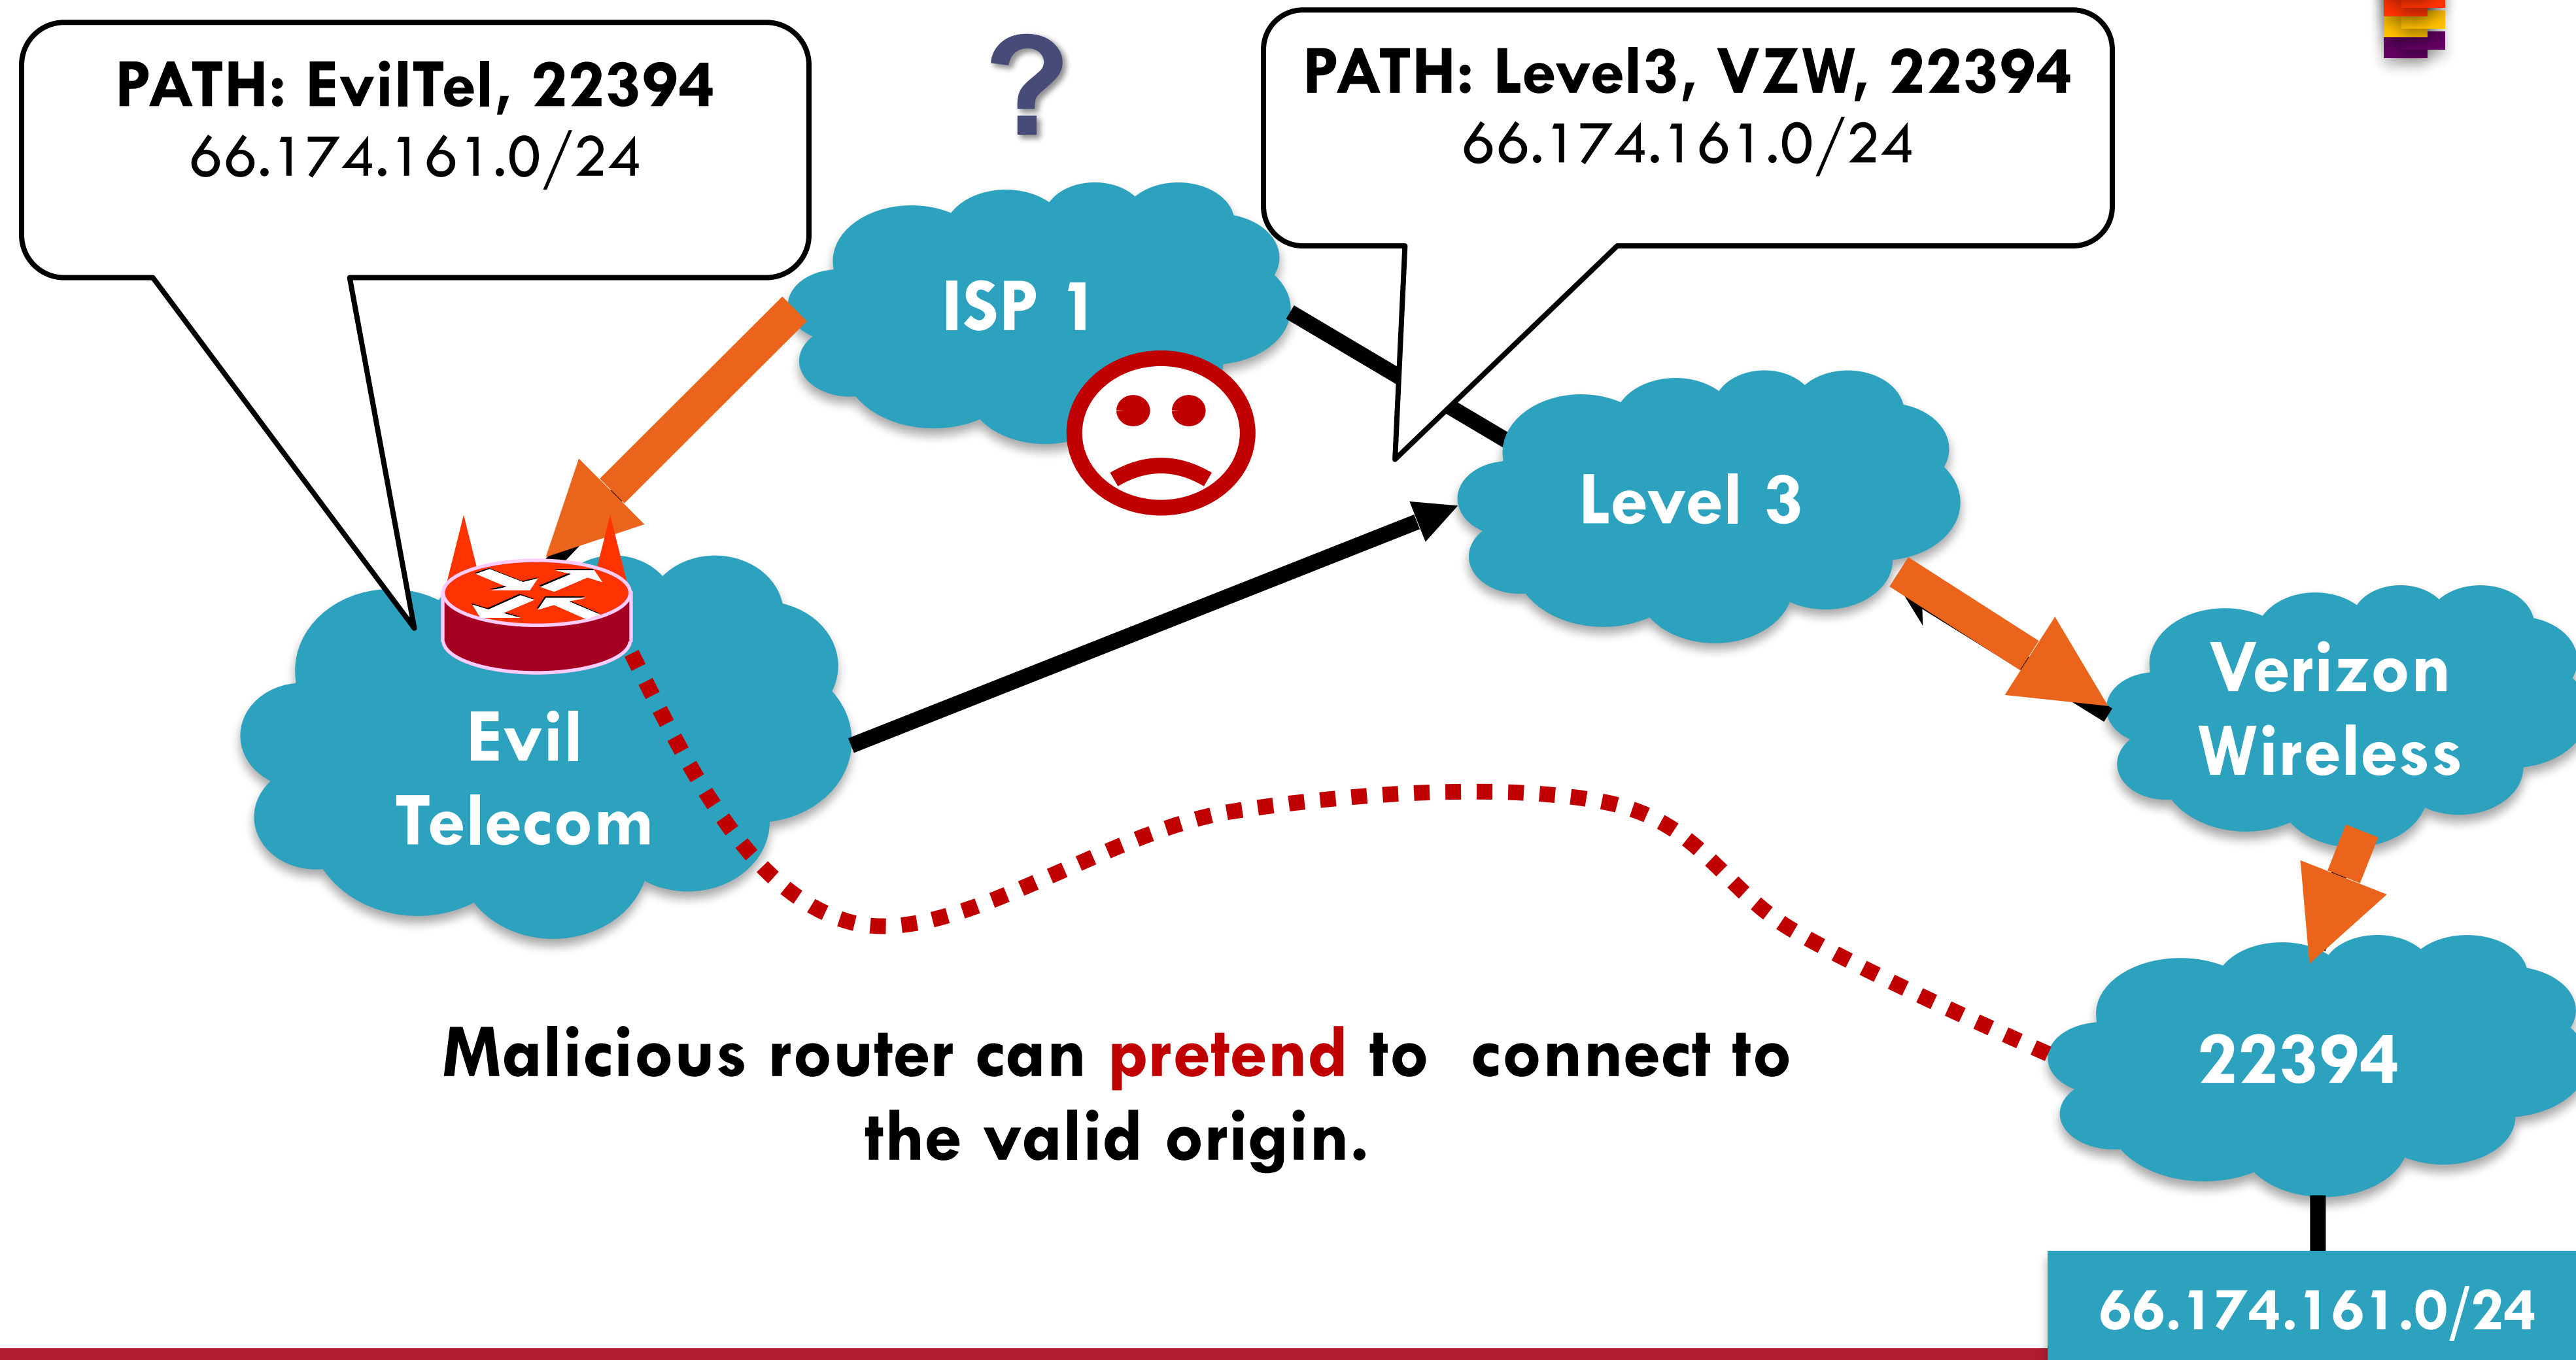 PATH: EvilTel, 22394
66.174.161.0/24
?
PATH: Level3, VZW, 22394
66.174.161.0/24
ISP 1
Level 3
Verizon
Wireless
Evil
Telecom
22394
Malicious router can pretend to connect to
the valid origin.
66.174.161.0/24